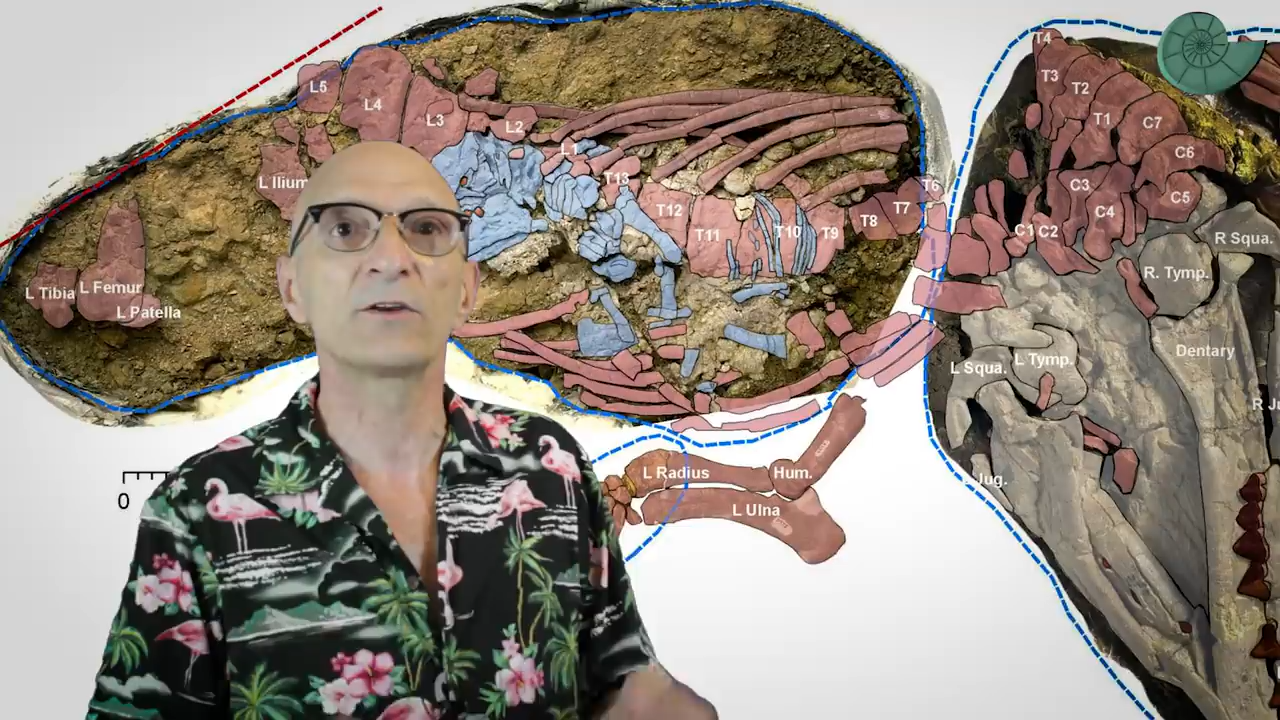 T4
T3
T2
T1
C7
C6
C5
C3
C4
C1
C2
R Squa.
R. Tymp.
L Squa.
L Tymp.
Dentary
Jug.
L5
L4
L3
L2
L1
T13
T12
T11
T10
T9
T8
T7
T6
L Ilium
L Tibia
L Femur
L Patella
L Radius
Hum.
L Ulna
0